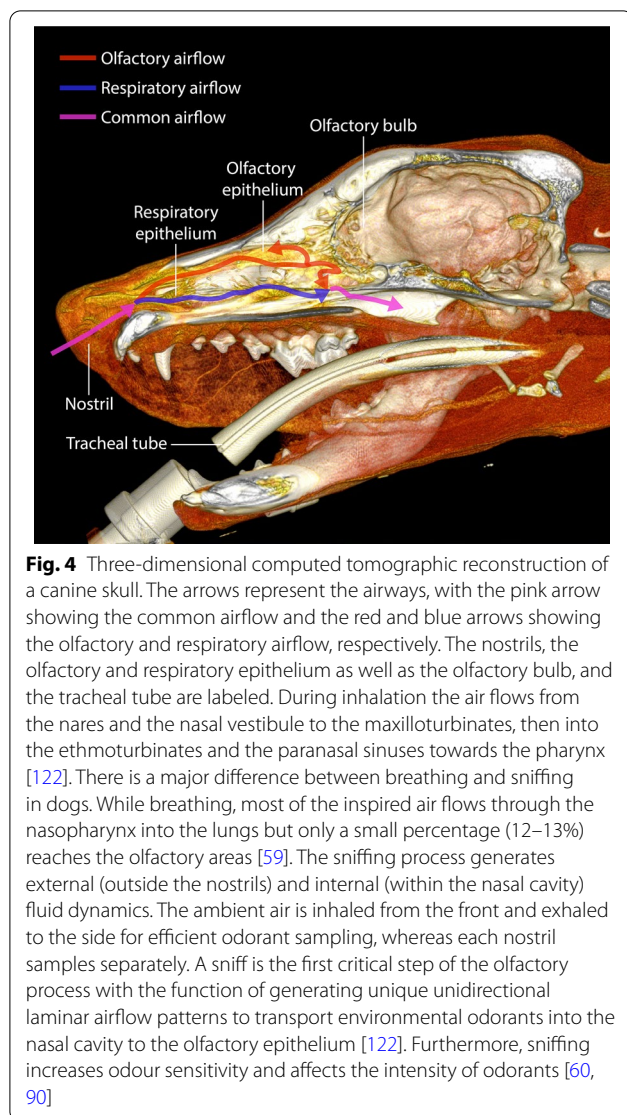 Olfactory airflow
Respiratory airflow
Common airflow
Olfactory bulb
Olfactory
epithelium
Respiratory
epithelium
Nostril
Tracheal tube
Fig. 4 Three-dimensional computed tomographic reconstruction of
a canine skull. The arrows represent the airways, with the pink arrow
showing the common airflow and the red and blue arrows showing
the olfactory and respiratory airflow, respectively. The nostrils, the
olfactory and respiratory epithelium as well as the olfactory bulb, and
the tracheal tube are labeled. During inhalation the air flows from
the nares and the nasal vestibule to the maxilloturbinates, then into
the ethmoturbinates and the paranasal sinuses towards the pharynx
[122]. There is a major difference between breathing and sniffing
in dogs. While breathing, most of the inspired air flows through the
nasopharynx into the lungs but only a small percentage (12–13%)
reaches the olfactory areas [59]. The sniffing process generates
external (outside the nostrils) and internal (within the nasal cavity)
fluid dynamics. The ambient air is inhaled from the front and exhaled
to the side for efficient odorant sampling, whereas each nostril
samples separately. A sniff is the first critical step of the olfactory
process with the function of generating unique unidirectional
laminar airflow patterns to transport environmental odorants into the
nasal cavity to the olfactory epithelium [122]. Furthermore, sniffing
increases odour sensitivity and affects the intensity of odorants [60,
90]